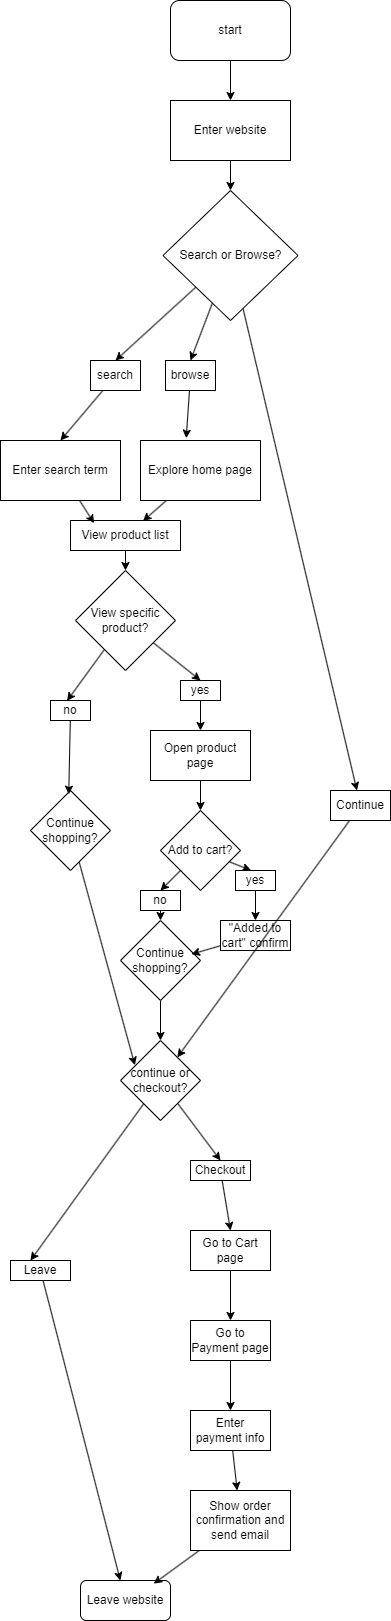 start
Enter website
Search or Browse?
search
browse
Enter search term
Explore home page
View product list
View specific
product?
no
yes
Open product
page
Continue
shopping?
Continue
Add to cart?
no
yes
"Added to
cart" confirm
Continue
shopping?
continue or
checkout?
Checkout
Go to Cart
page
Leave
Go to
Payment page
Enter
payment info
Show order
confirmation and
send email
Leave website